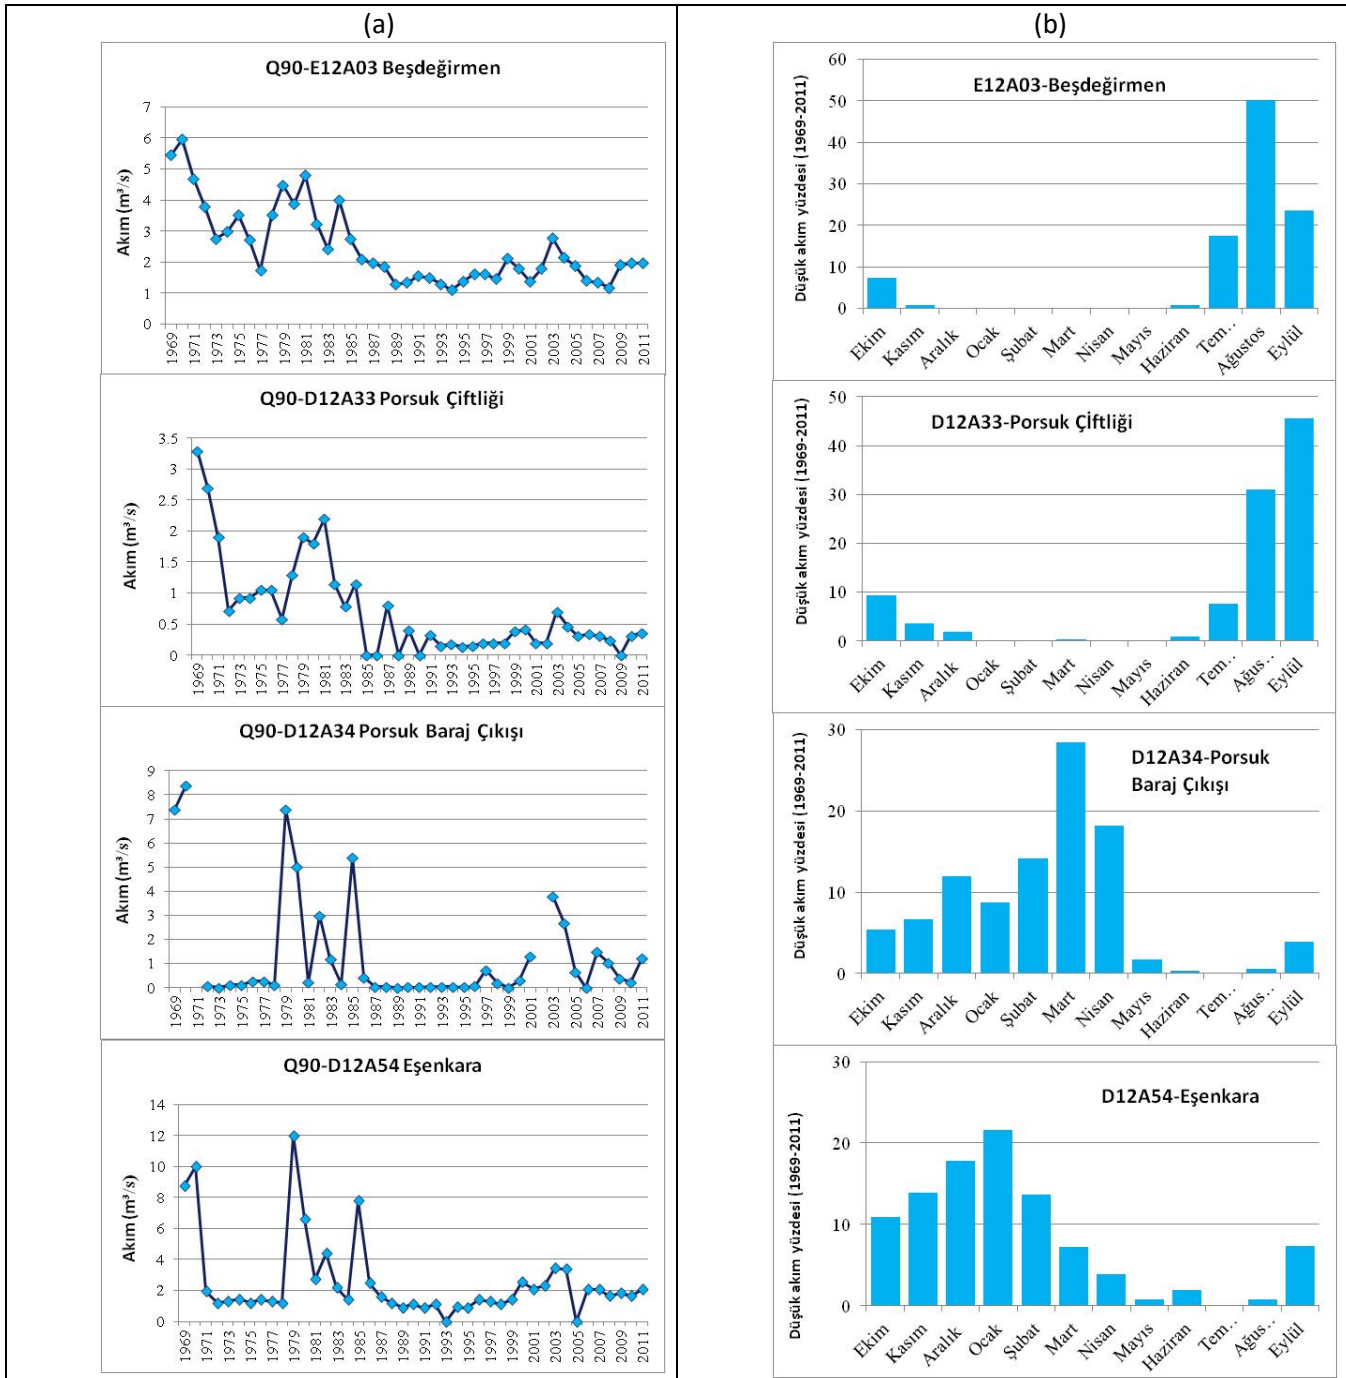 (a)
Q90-E12A03 Beşdeğirmen
Akım (m³/s)
7
6
5
4
3
2
1
0
1969 1971 1973 1975 1977 1979 1981 1983 1985 1987 1989 1991 1993 1995 1997 1999 2001 2003 2005 2007 2009 2011
Q90-D12A33 Porsuk Çiftliği
Akım (m³/s)
3.5
3
2.5
2
1.5
1
0.5
0
1969 1971 1973 1975 1977 1979 1981 1983 1985 1987 1989 1991 1993 1995 1997 1999 2001 2003 2005 2007 2009 2011
Q90-D12A34 Porsuk Baraj Çıkışı
Akım (m³/s)
9
8
7
6
5
4
3
2
1
0
1969 1971 1973 1975 1977 1979 1981 1983 1985 1987 1989 1991 1993 1995 1997 1999 2001 2003 2005 2007 2009 2011
Q90-D12A54 Eşenkara
Akım (m³/s)
14
12
10
8
6
4
2
0
1969 1971 1973 1975 1977 1979 1981 1983 1985 1987 1989 1991 1993 1995 1997 1999 2001 2003 2005 2007 2009 2011
(b)
E12A03-Beşdeğirmen
Düşük akım yüzdesi (1969-2011)
60
50
40
30
20
10
0
Ekim Kasım Aralık Ocak Şubat Mart Nisan Mayıs Haziran Tem.. Ağustos Eylül
D12A33-Porsuk Çİftliği
Düşük akım yüzdesi (1969-2011)
50
40
30
20
10
0
Ekim Kasım Aralık Ocak Şubat Mart Nisan Mayıs Haziran Tem.. Ağus.. Eylül
D12A34-Porsuk
Baraj Çıkışı
Düşük akım yüzdesi (1969-2011)
30
20
10
0
Ekim Kasım Aralık Ocak Şubat Mart Nisan Mayıs Haziran Tem.. Ağus.. Eylül
D12A54-Eşenkara
Düşük akım yüzdesi (1969-2011)
30
20
10
0
Ekim Kasım Aralık Ocak Şubat Mart Nisan Mayıs Haziran Tem.. Ağus.. Eylül